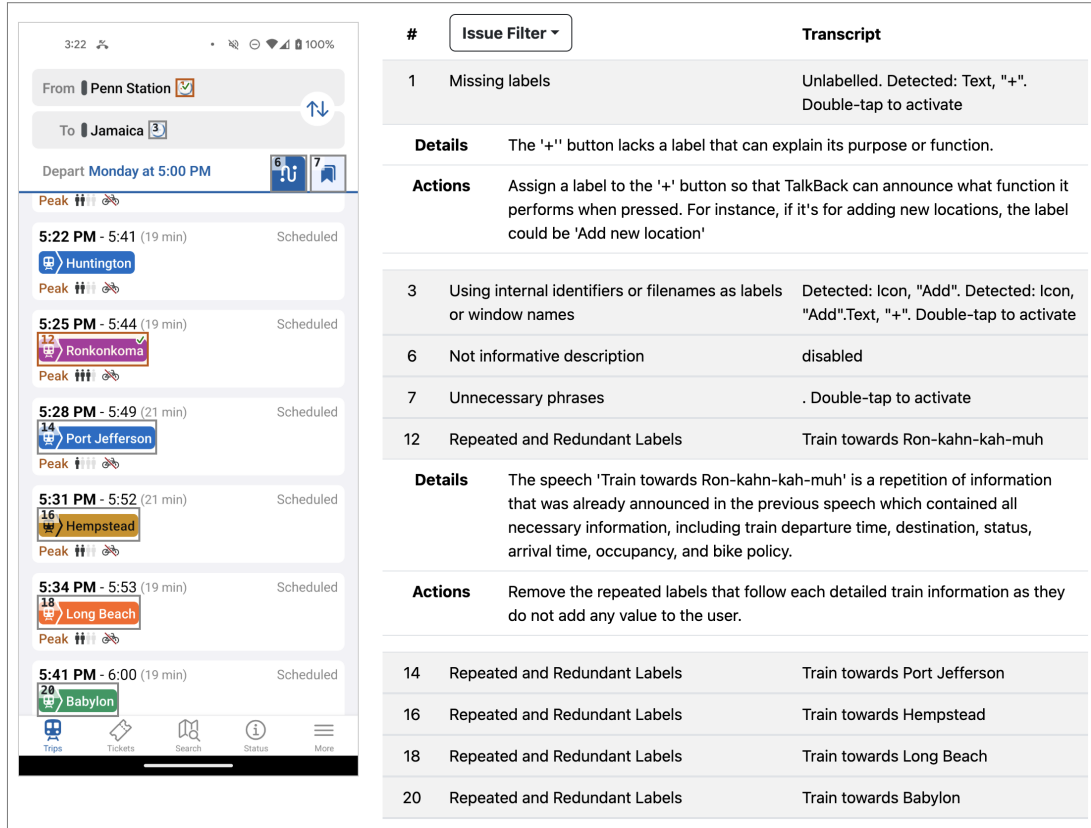 3:22 100%
From Penn Station
To Jamaica 3
Depart Monday at 5:00 PM 6 7
Peak
5:22 PM - 5:41 (19 min) Scheduled
Huntington
Peak
5:25 PM - 5:44 (19 min) Scheduled
12
Ronkonkoma
Peak
5:28 PM - 5:49 (21 min) Scheduled
14
Port Jefferson
Peak
5:31 PM - 5:52 (21 min) Scheduled
16
Hempstead
Peak
5:34 PM - 5:53 (19 min) Scheduled
18
Long Beach
Peak
5:41 PM - 6:00 (19 min) Scheduled
20
Babylon
Trips Tickets Search Status More
# Issue Filter Transcript
1 Missing labels Unlabelled. Detected: Text, "+".
Double-tap to activate
Details The '+'' button lacks a label that can explain its purpose or function.
Actions Assign a label to the '+' button so that TalkBack can announce what function it
performs when pressed. For instance, if it's for adding new locations, the label
could be 'Add new location'
3 Using internal identifiers or filenames as labels Detected: Icon, "Add". Detected: Icon,
or window names "Add".Text, "+". Double-tap to activate
6 Not informative description disabled
7 Unnecessary phrases . Double-tap to activate
12 Repeated and Redundant Labels Train towards Ron-kahn-kah-muh
Details The speech 'Train towards Ron-kahn-kah-muh' is a repetition of information
that was already announced in the previous speech which contained all
necessary information, including train departure time, destination, status,
arrival time, occupancy, and bike policy.
Actions Remove the repeated labels that follow each detailed train information as they
do not add any value to the user.
14 Repeated and Redundant Labels Train towards Port Jefferson
16 Repeated and Redundant Labels Train towards Hempstead
18 Repeated and Redundant Labels Train towards Long Beach
20 Repeated and Redundant Labels Train towards Babylon